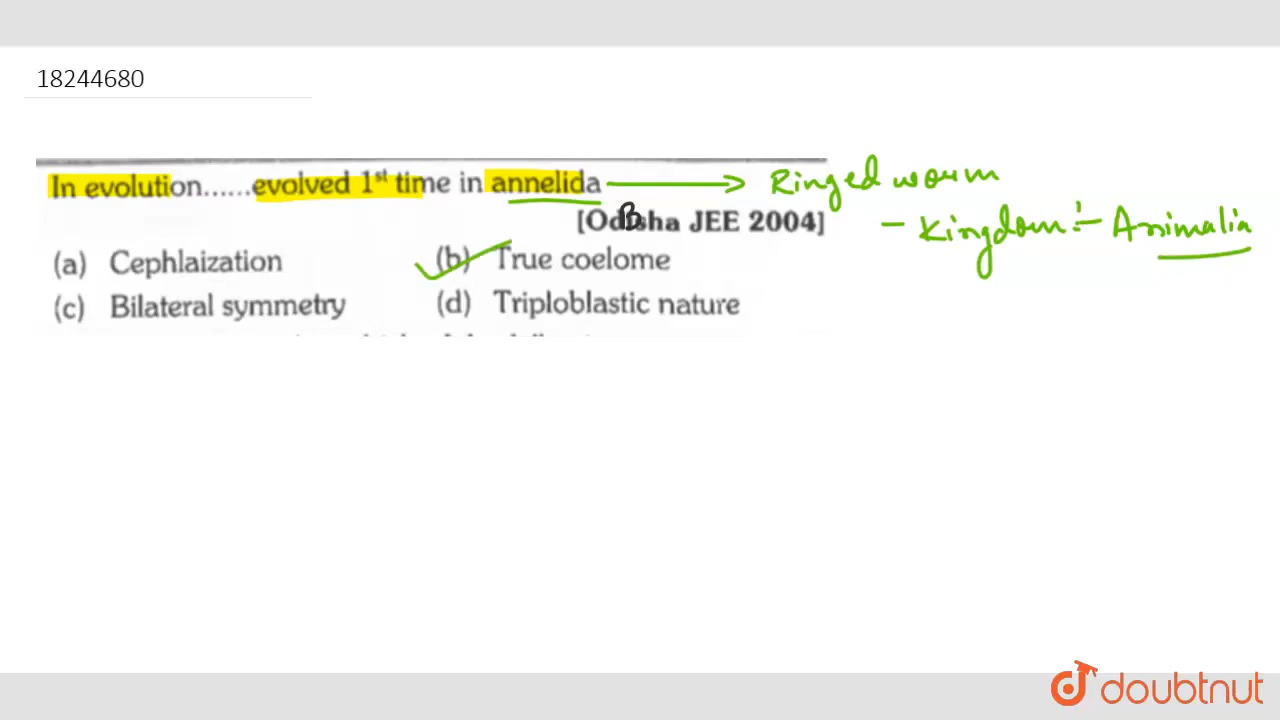 18244680
In evolution......evolved 1st time in annelida → Ringed worm
[Odisha JEE 2004]
B
- Kingdom :- Animalia
(a) Cephlaization (b) True coelome
(c) Bilateral symmetry (d) Triploblastic nature
doubtnut